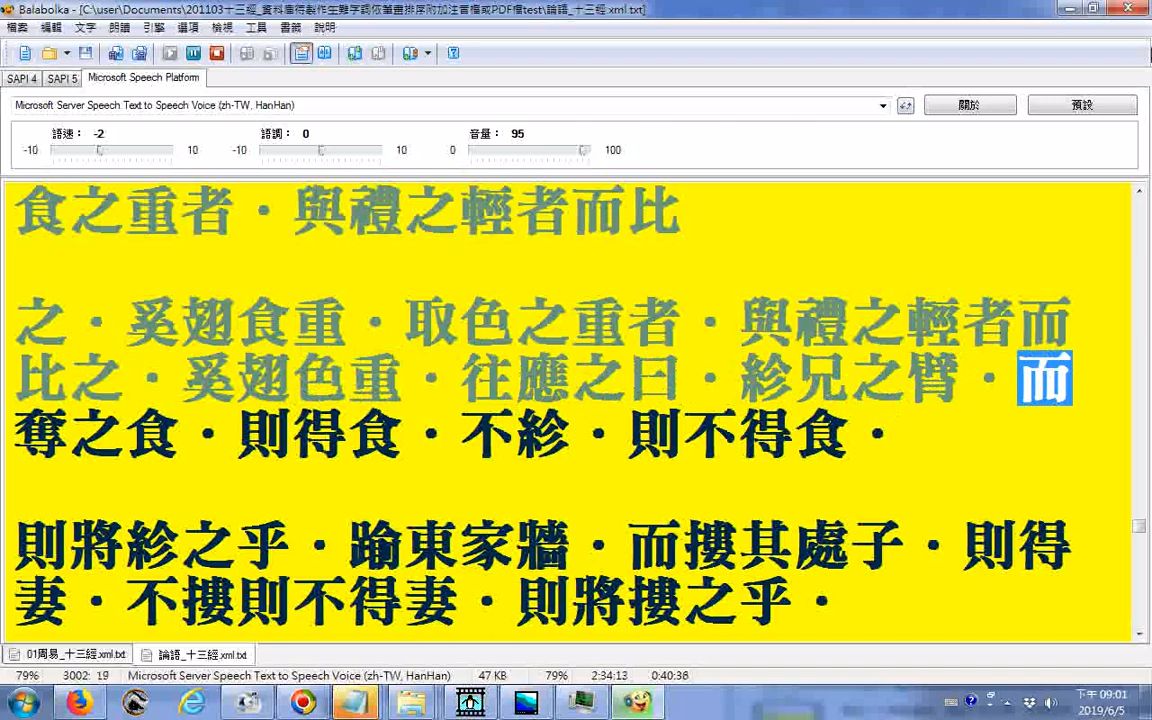 Balabolka - [C:\user\Documents\201103十三經_資料庫待製作生難字詞依筆畫排序附加注音檔或PDF檔test\論語_十三經.xml.txt]
檔案 編輯 文字 朗讀 引擎 選項 檢視 工具 書籤 說明
SAPI 4 SAPI 5 Microsoft Speech Platform
Microsoft Server Speech Text to Speech Voice (zh-TW, HanHan) 關於 預設
語速： -2 語調： 0 音量： 95
-10 10 -10 10 0 100
食之重者．與禮之輕者而比
之．奚翅食重．取色之重者．與禮之輕者而
比之．奚翅色重．往應之曰．紾兄之臂．而
奪之食．則得食．不紾．則不得食．
則將紾之乎．踰東家牆．而摟其處子．則得
妻．不摟則不得妻．則將摟之乎．
01周易_十三經.xml.txt 論語_十三經.xml.txt
79% 3002: 19 Microsoft Server Speech Text to Speech Voice (zh-TW, HanHan) 47 KB 79% 2:34:13 0:40:36
下午 09:01
2019/6/5